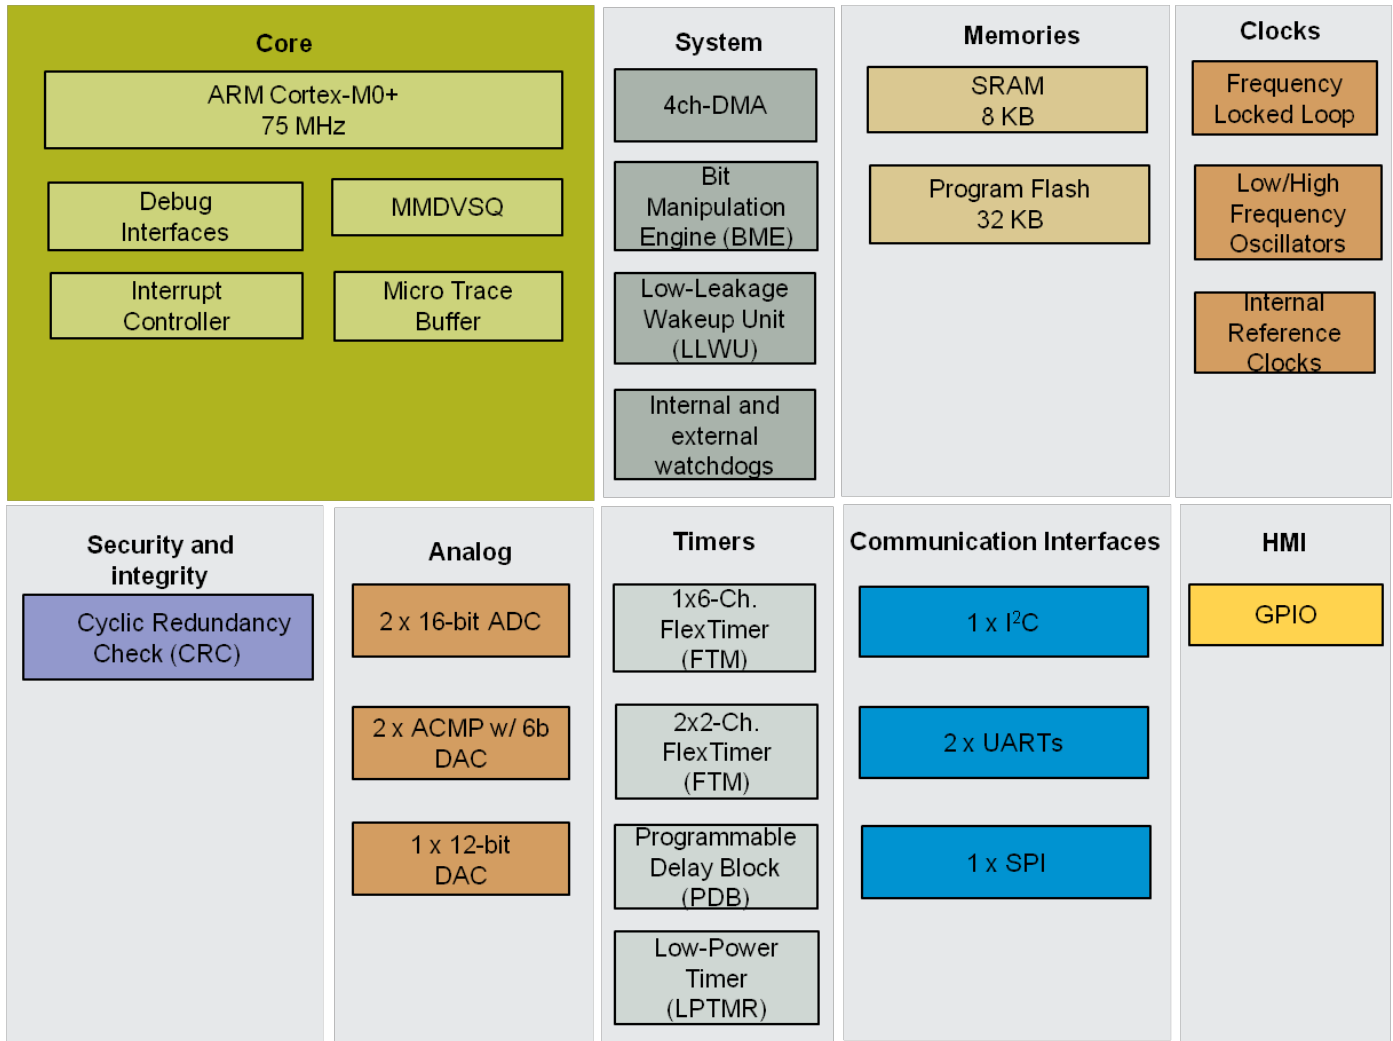 Core
ARM Cortex-M0+
75 MHz
Debug
Interfaces
MMDVSQ
Interrupt
Controller
Micro Trace
Buffer
System
4ch-DMA
Bit
Manipulation
Engine (BME)
Low-Leakage
Wakeup Unit
(LLWU)
Internal and
external
watchdogs
Memories
SRAM
8 KB
Program Flash
32 KB
Clocks
Frequency
Locked Loop
Low/High
Frequency
Oscillators
Internal
Reference
Clocks
Security and
integrity
Cyclic Redundancy
Check (CRC)
Analog
2 x 16-bit ADC
2 x ACMP w/ 6b
DAC
1 x 12-bit
DAC
Timers
1x6-Ch.
FlexTimer
(FTM)
2x2-Ch.
FlexTimer
(FTM)
Programmable
Delay Block
(PDB)
Low-Power
Timer
(LPTMR)
Communication Interfaces
1 x I²C
2 x UARTs
1 x SPI
HMI
GPIO